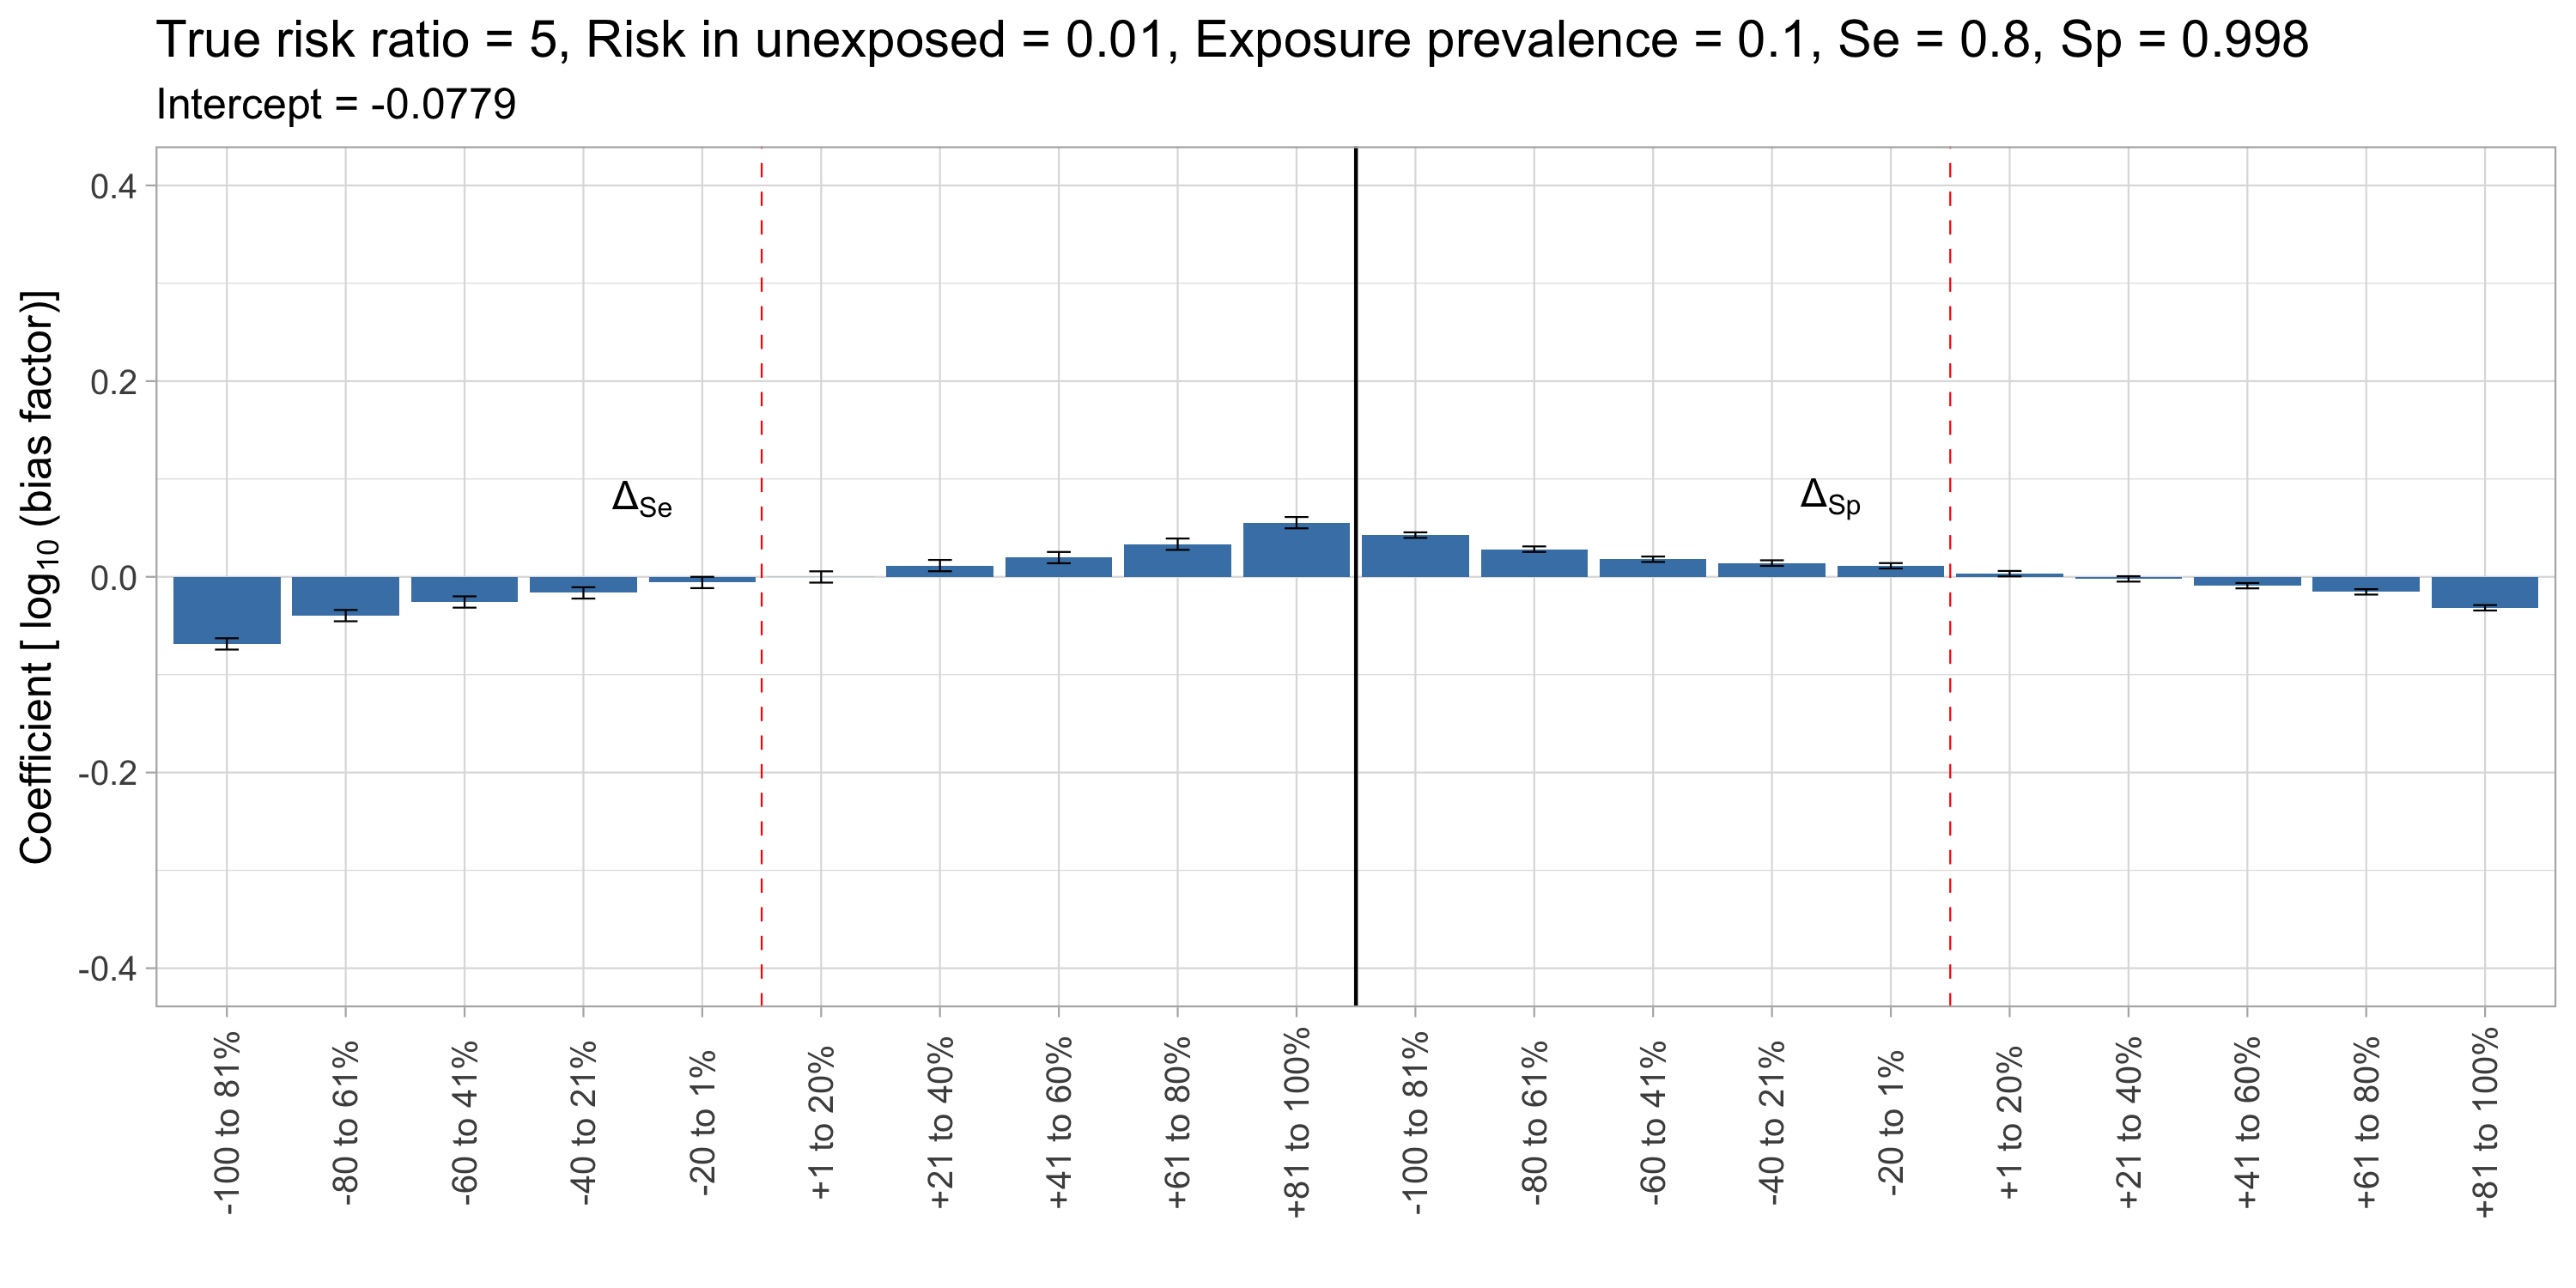 True risk ratio = 5, Risk in unexposed = 0.01, Exposure prevalence = 0.1, Se = 0.8, Sp = 0.998
Intercept = -0.0779
Coefficient [ log10 (bias factor)]
0.4
0.2
0.0
-0.2
-0.4
ΔSe
ΔSp
-100 to 81%
-80 to 61%
-60 to 41%
-40 to 21%
-20 to 1%
+1 to 20%
+21 to 40%
+41 to 60%
+61 to 80%
+81 to 100%
-100 to 81%
-80 to 61%
-60 to 41%
-40 to 21%
-20 to 1%
+1 to 20%
+21 to 40%
+41 to 60%
+61 to 80%
+81 to 100%